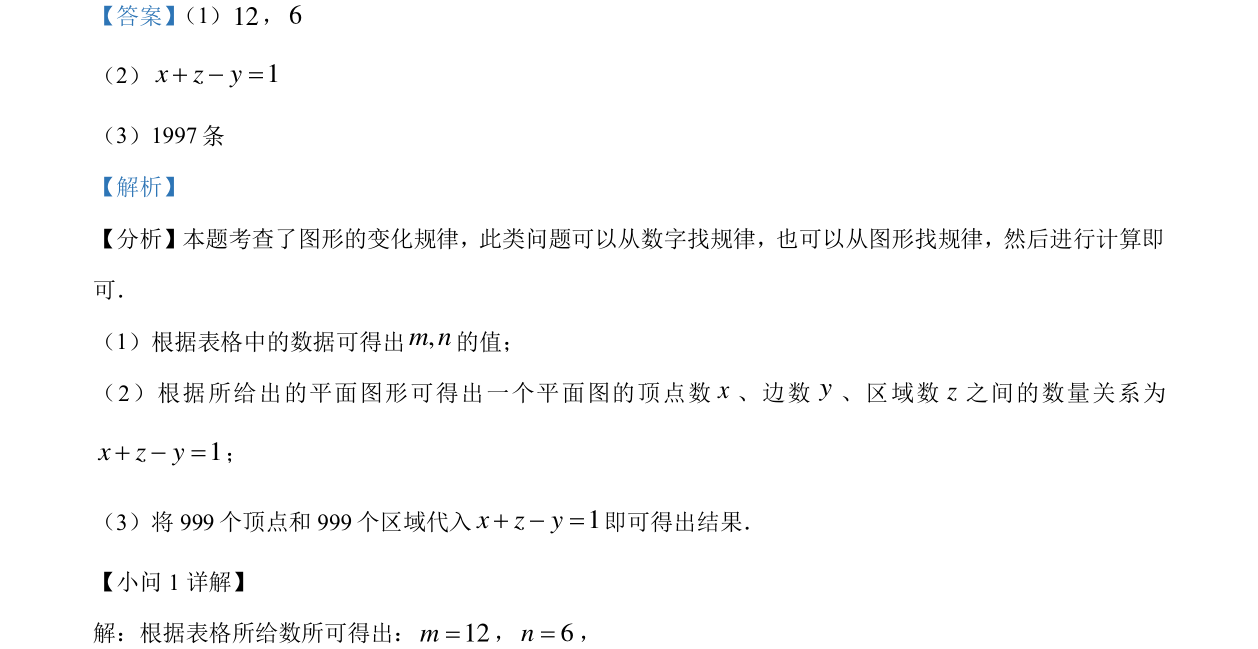 【答案】（1）12，6
（2）x+z−y=1
（3）1997 条
【解析】
【分析】本题考查了图形的变化规律，此类问题可以从数字找规律，也可以从图形找规律，然后进行计算即
可．
（1）根据表格中的数据可得出m,n的值；
（2）根据所给出的平面图形可得出一个平面图的顶点数 x 、边数 y 、区域数 z 之间的数量关系为
x+z−y=1；
（3）将 999 个顶点和 999 个区域代入 x+z−y=1即可得出结果．
【小问 1 详解】
解：根据表格所给数所可得出：m=12，n=6，